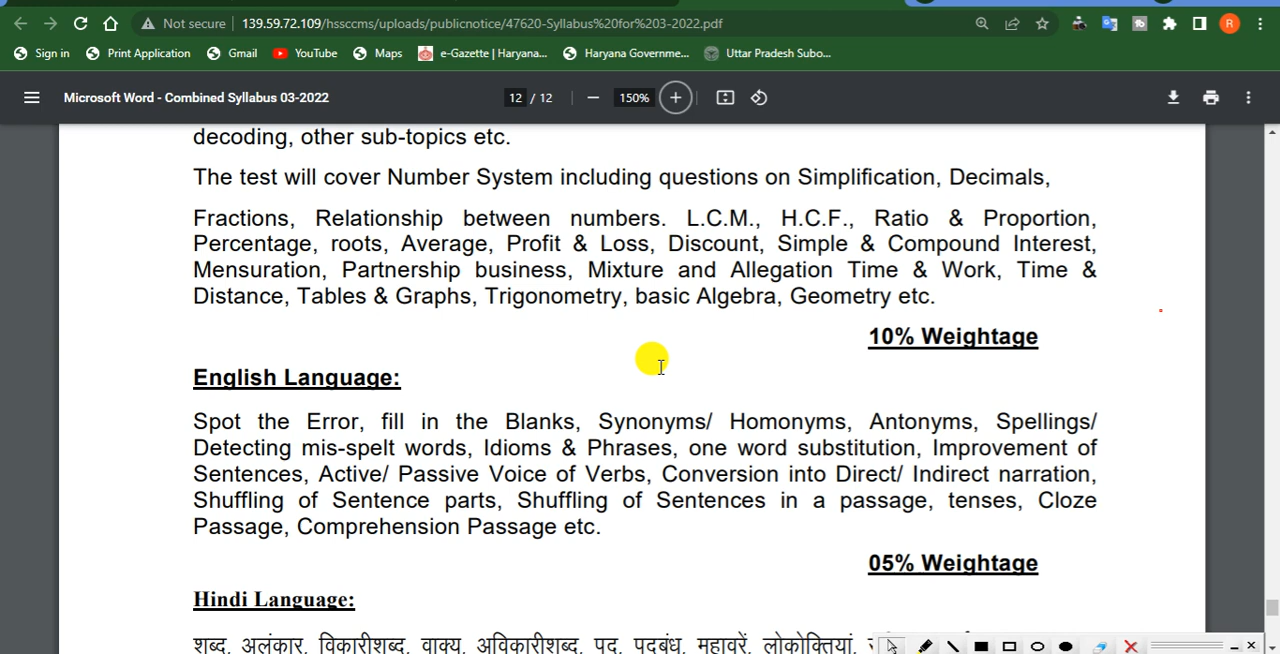 Not secure 139.59.72.109/hssccms/uploads/publicnotice/47620-Syllabus%20for%203-2022.pdf R
Sign in Print Application Gmail YouTube Maps e-Gazette | Haryana... Haryana Governme... Uttar Pradesh Subo...
Microsoft Word - Combined Syllabus 03-2022 12 / 12 150%
decoding, other sub-topics etc.
The test will cover Number System including questions on Simplification, Decimals,
Fractions, Relationship between numbers. L.C.M., H.C.F., Ratio & Proportion,
Percentage, roots, Average, Profit & Loss, Discount, Simple & Compound Interest,
Mensuration, Partnership business, Mixture and Allegation Time & Work, Time &
Distance, Tables & Graphs, Trigonometry, basic Algebra, Geometry etc.
10% Weightage
English Language:
Spot the Error, fill in the Blanks, Synonyms/ Homonyms, Antonyms, Spellings/
Detecting mis-spelt words, Idioms & Phrases, one word substitution, Improvement of
Sentences, Active/ Passive Voice of Verbs, Conversion into Direct/ Indirect narration,
Shuffling of Sentence parts, Shuffling of Sentences in a passage, tenses, Cloze
Passage, Comprehension Passage etc.
05% Weightage
Hindi Language:
शब्द, अलंकार, विकारीशब्द, वाक्य, अविकारीशब्द, पद, पदबंध, मुहावरें, लोकोक्तियां,